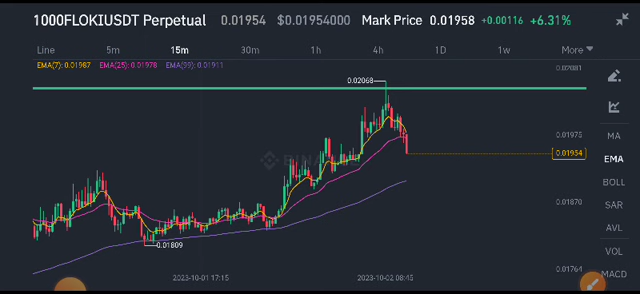 1000FLOKIUSDT Perpetual 0.01954 $0.01954000 Mark Price 0.01958 +0.00116 +6.31%
Line 5m 15m 30m 1h 4h 1D 1w More
EMA(7): 0.01987 EMA(25): 0.01978 EMA(99): 0.01911
0.02081
0.02068
0.01975
MA
0.01954
EMA
BOLL
0.01870
SAR
AVL
0.01809
VOL
0.01764
MACD
2023-10-01 17:15 2023-10-02 08:45